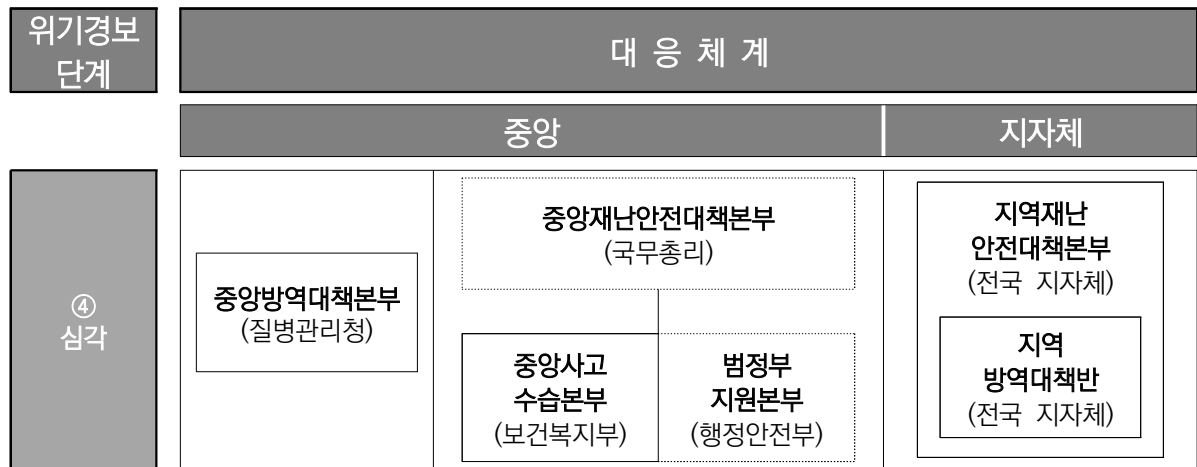 위기경보
단계
대 응 체 계
중앙
지자체
④
심각
중앙방역대책본부
(질병관리청)
중앙재난안전대책본부
(국무총리)
중앙사고
수습본부
(보건복지부)
범정부
지원본부
(행정안전부)
지역재난
안전대책본부
(전국 지자체)
지역
방역대책반
(전국 지자체)